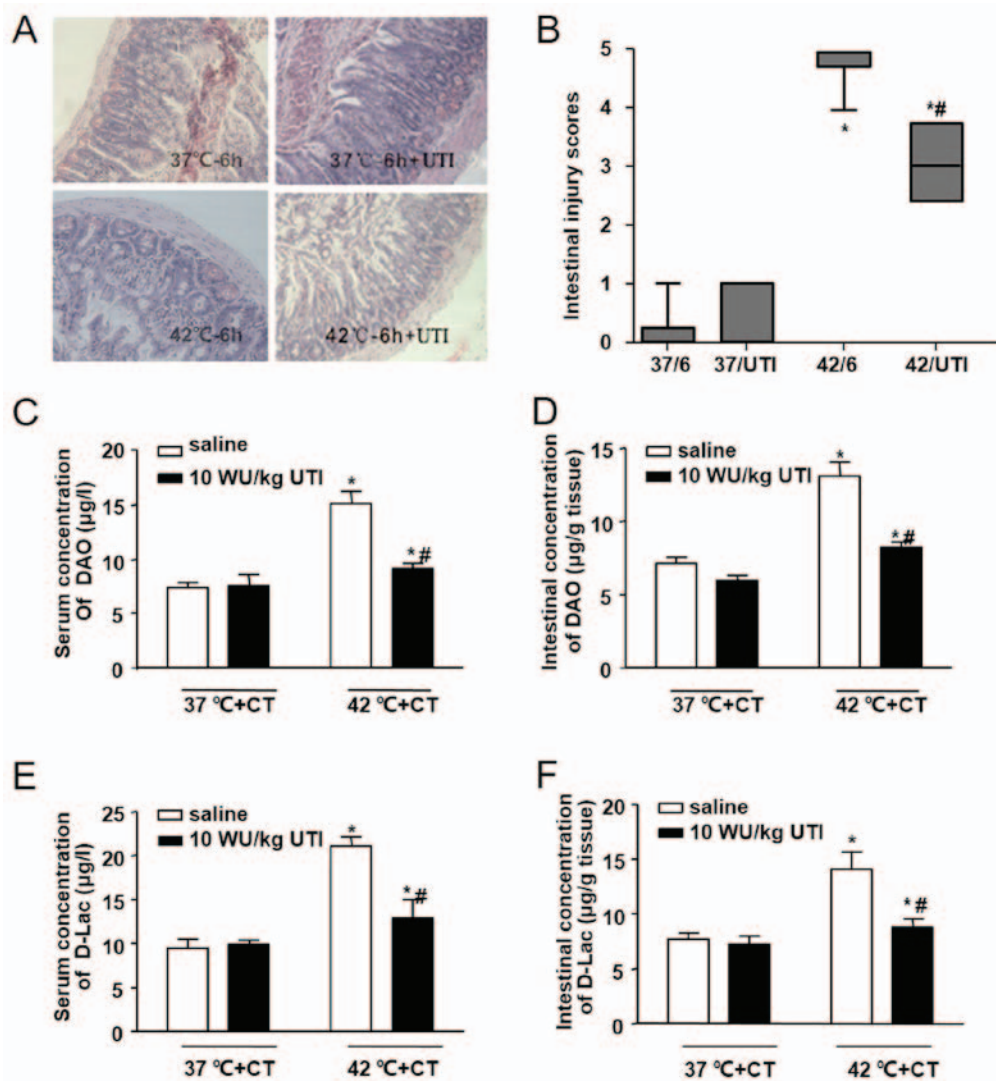 A
37℃-6h
37℃-6h+UTI
42℃-6h
42℃-6h+UTI
B
Intestinal injury scores
5
4
3
2
1
0
*
*#
37/6
37/UTI
42/6
42/UTI
C
Serum concentration
Of DAO (μg/l)
20
15
10
5
0
saline
10 WU/kg UTI
*
*#
37 ℃+CT
42 ℃+CT
D
Intestinal concentration
of DAO (μg/g tissue)
15
10
5
0
saline
10 WU/kg UTI
*
*#
37 ℃+CT
42 ℃+CT
E
Serum concentration
of D-Lac (μg/l)
25
20
15
10
5
0
saline
10 WU/kg UTI
*
*#
37 ℃+CT
42 ℃+CT
F
Intestinal concentration
of D-Lac (μg/g tissue)
20
15
10
5
0
saline
10 WU/kg UTI
*
*#
37 ℃+CT
42 ℃+CT